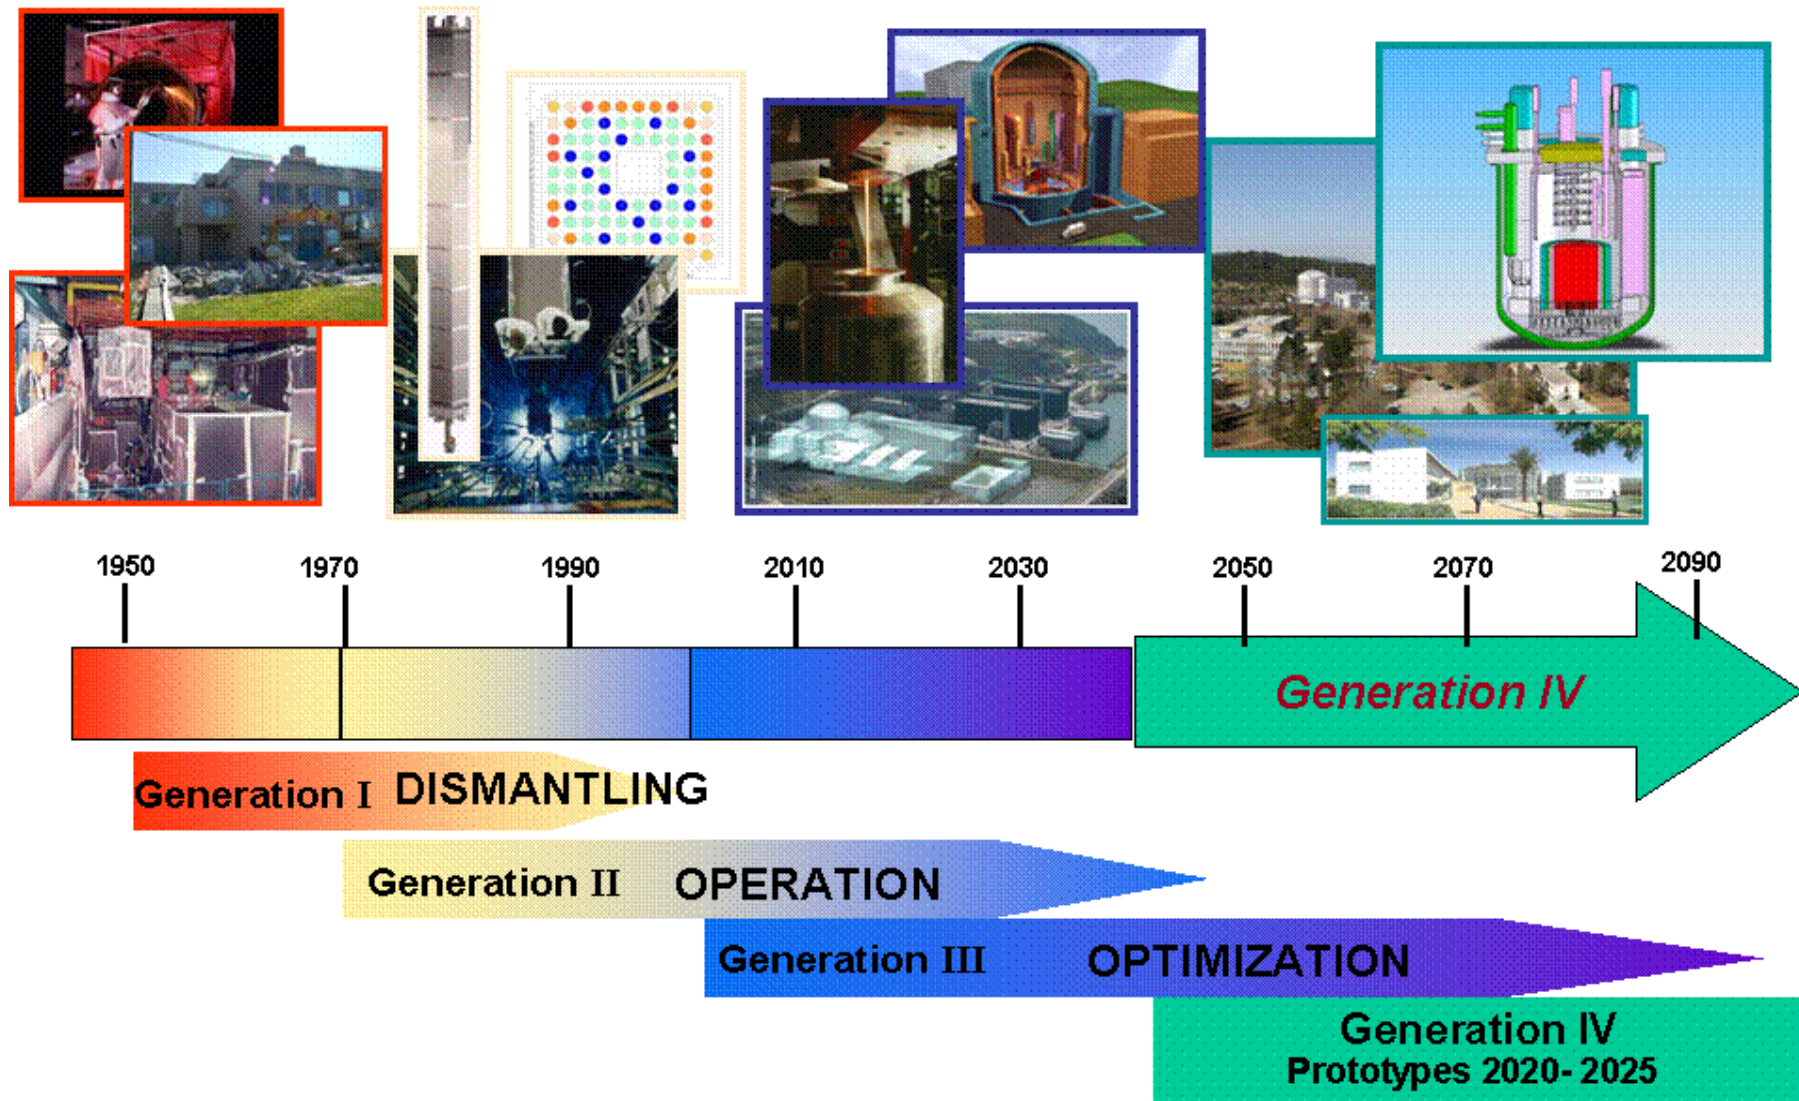 1950 1970 1990 2010 2030 2050 2070 2090
Generation IV
Generation I DISMANTLING
Generation II OPERATION
Generation III OPTIMIZATION
Generation IV
Prototypes 2020- 2025